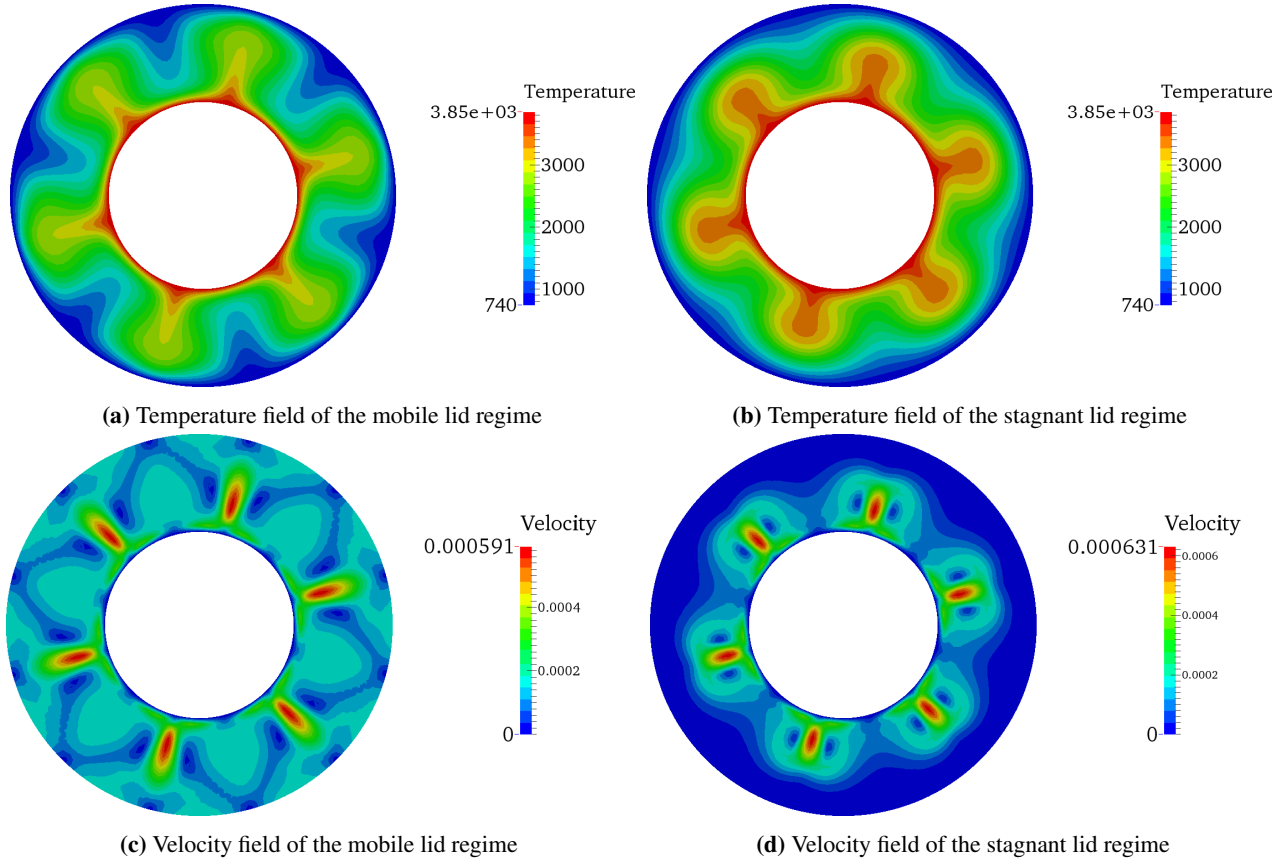 Temperature
3.85e+03
3000
2000
1000
740
Temperature
3.85e+03
3000
2000
1000
740
(a) Temperature field of the mobile lid regime
(b) Temperature field of the stagnant lid regime
Velocity
0.000591
0.0004
0.0002
0
Velocity
0.000631
0.0006
0.0004
0.0002
0
(c) Velocity field of the mobile lid regime
(d) Velocity field of the stagnant lid regime